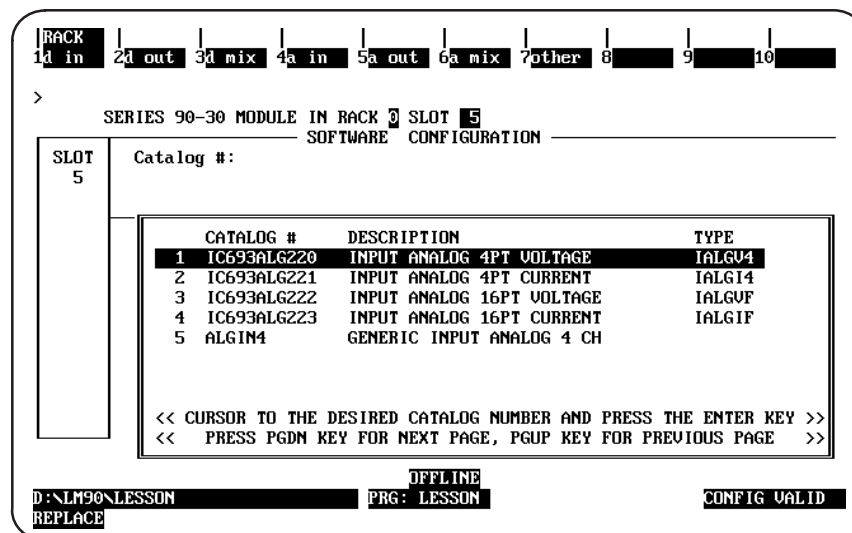 RACK
1d in 2d out 3d mix 4a in 5a out 6a mix 7other 8 9 10
>
SERIES 90-30 MODULE IN RACK 0 SLOT 5
SOFTWARE CONFIGURATION
SLOT Catalog #:
5
CATALOG # DESCRIPTION TYPE
1 IC693ALG220 INPUT ANALOG 4PT VOLTAGE IALGV4
2 IC693ALG221 INPUT ANALOG 4PT CURRENT IALGI4
3 IC693ALG222 INPUT ANALOG 16PT VOLTAGE IALGVF
4 IC693ALG223 INPUT ANALOG 16PT CURRENT IALGIF
5 ALGIN4 GENERIC INPUT ANALOG 4 CH
<< CURSOR TO THE DESIRED CATALOG NUMBER AND PRESS THE ENTER KEY >>
<< PRESS PGDN KEY FOR NEXT PAGE, PGUP KEY FOR PREVIOUS PAGE >>
OFFLINE
D:\LM90\LESSON PRG: LESSON CONFIG VALID
REPLACE